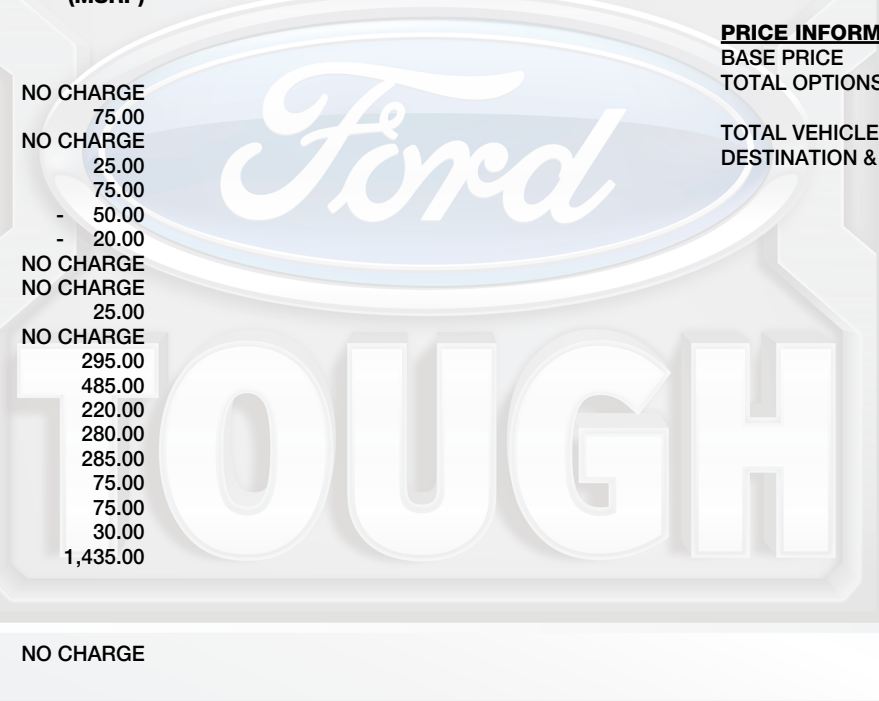 (MSRP)
NO CHARGE
75.00
NO CHARGE
25.00
75.00
- 50.00
- 20.00
NO CHARGE
NO CHARGE
25.00
NO CHARGE
295.00
485.00
220.00
280.00
285.00
75.00
75.00
30.00
1,435.00
NO CHARGE
PRICE INFORM
BASE PRICE
TOTAL OPTIONS
TOTAL VEHICLE
DESTINATION &
Ford
TOUGH